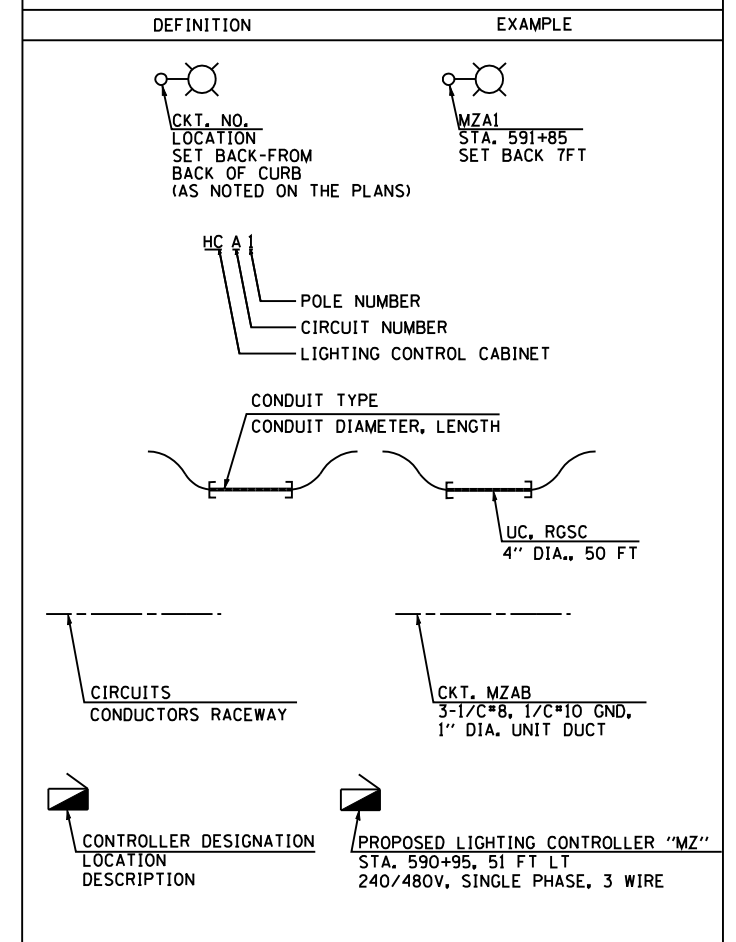 DEFINITION EXAMPLE
CKT. NO.
LOCATION
SET BACK-FROM
BACK OF CURB
(AS NOTED ON THE PLANS)
MZA1
STA. 591+85
SET BACK 7FT
HC A 1
POLE NUMBER
CIRCUIT NUMBER
LIGHTING CONTROL CABINET
CONDUIT TYPE
CONDUIT DIAMETER, LENGTH
UC, RGSC
4'' DIA., 50 FT
CIRCUITS
CONDUCTORS RACEWAY
CKT. MZAB
3-1/C#8, 1/C#10 GND,
1'' DIA. UNIT DUCT
CONTROLLER DESIGNATION
LOCATION
DESCRIPTION
PROPOSED LIGHTING CONTROLLER ''MZ''
STA. 590+95, 51 FT LT
240/480V, SINGLE PHASE, 3 WIRE